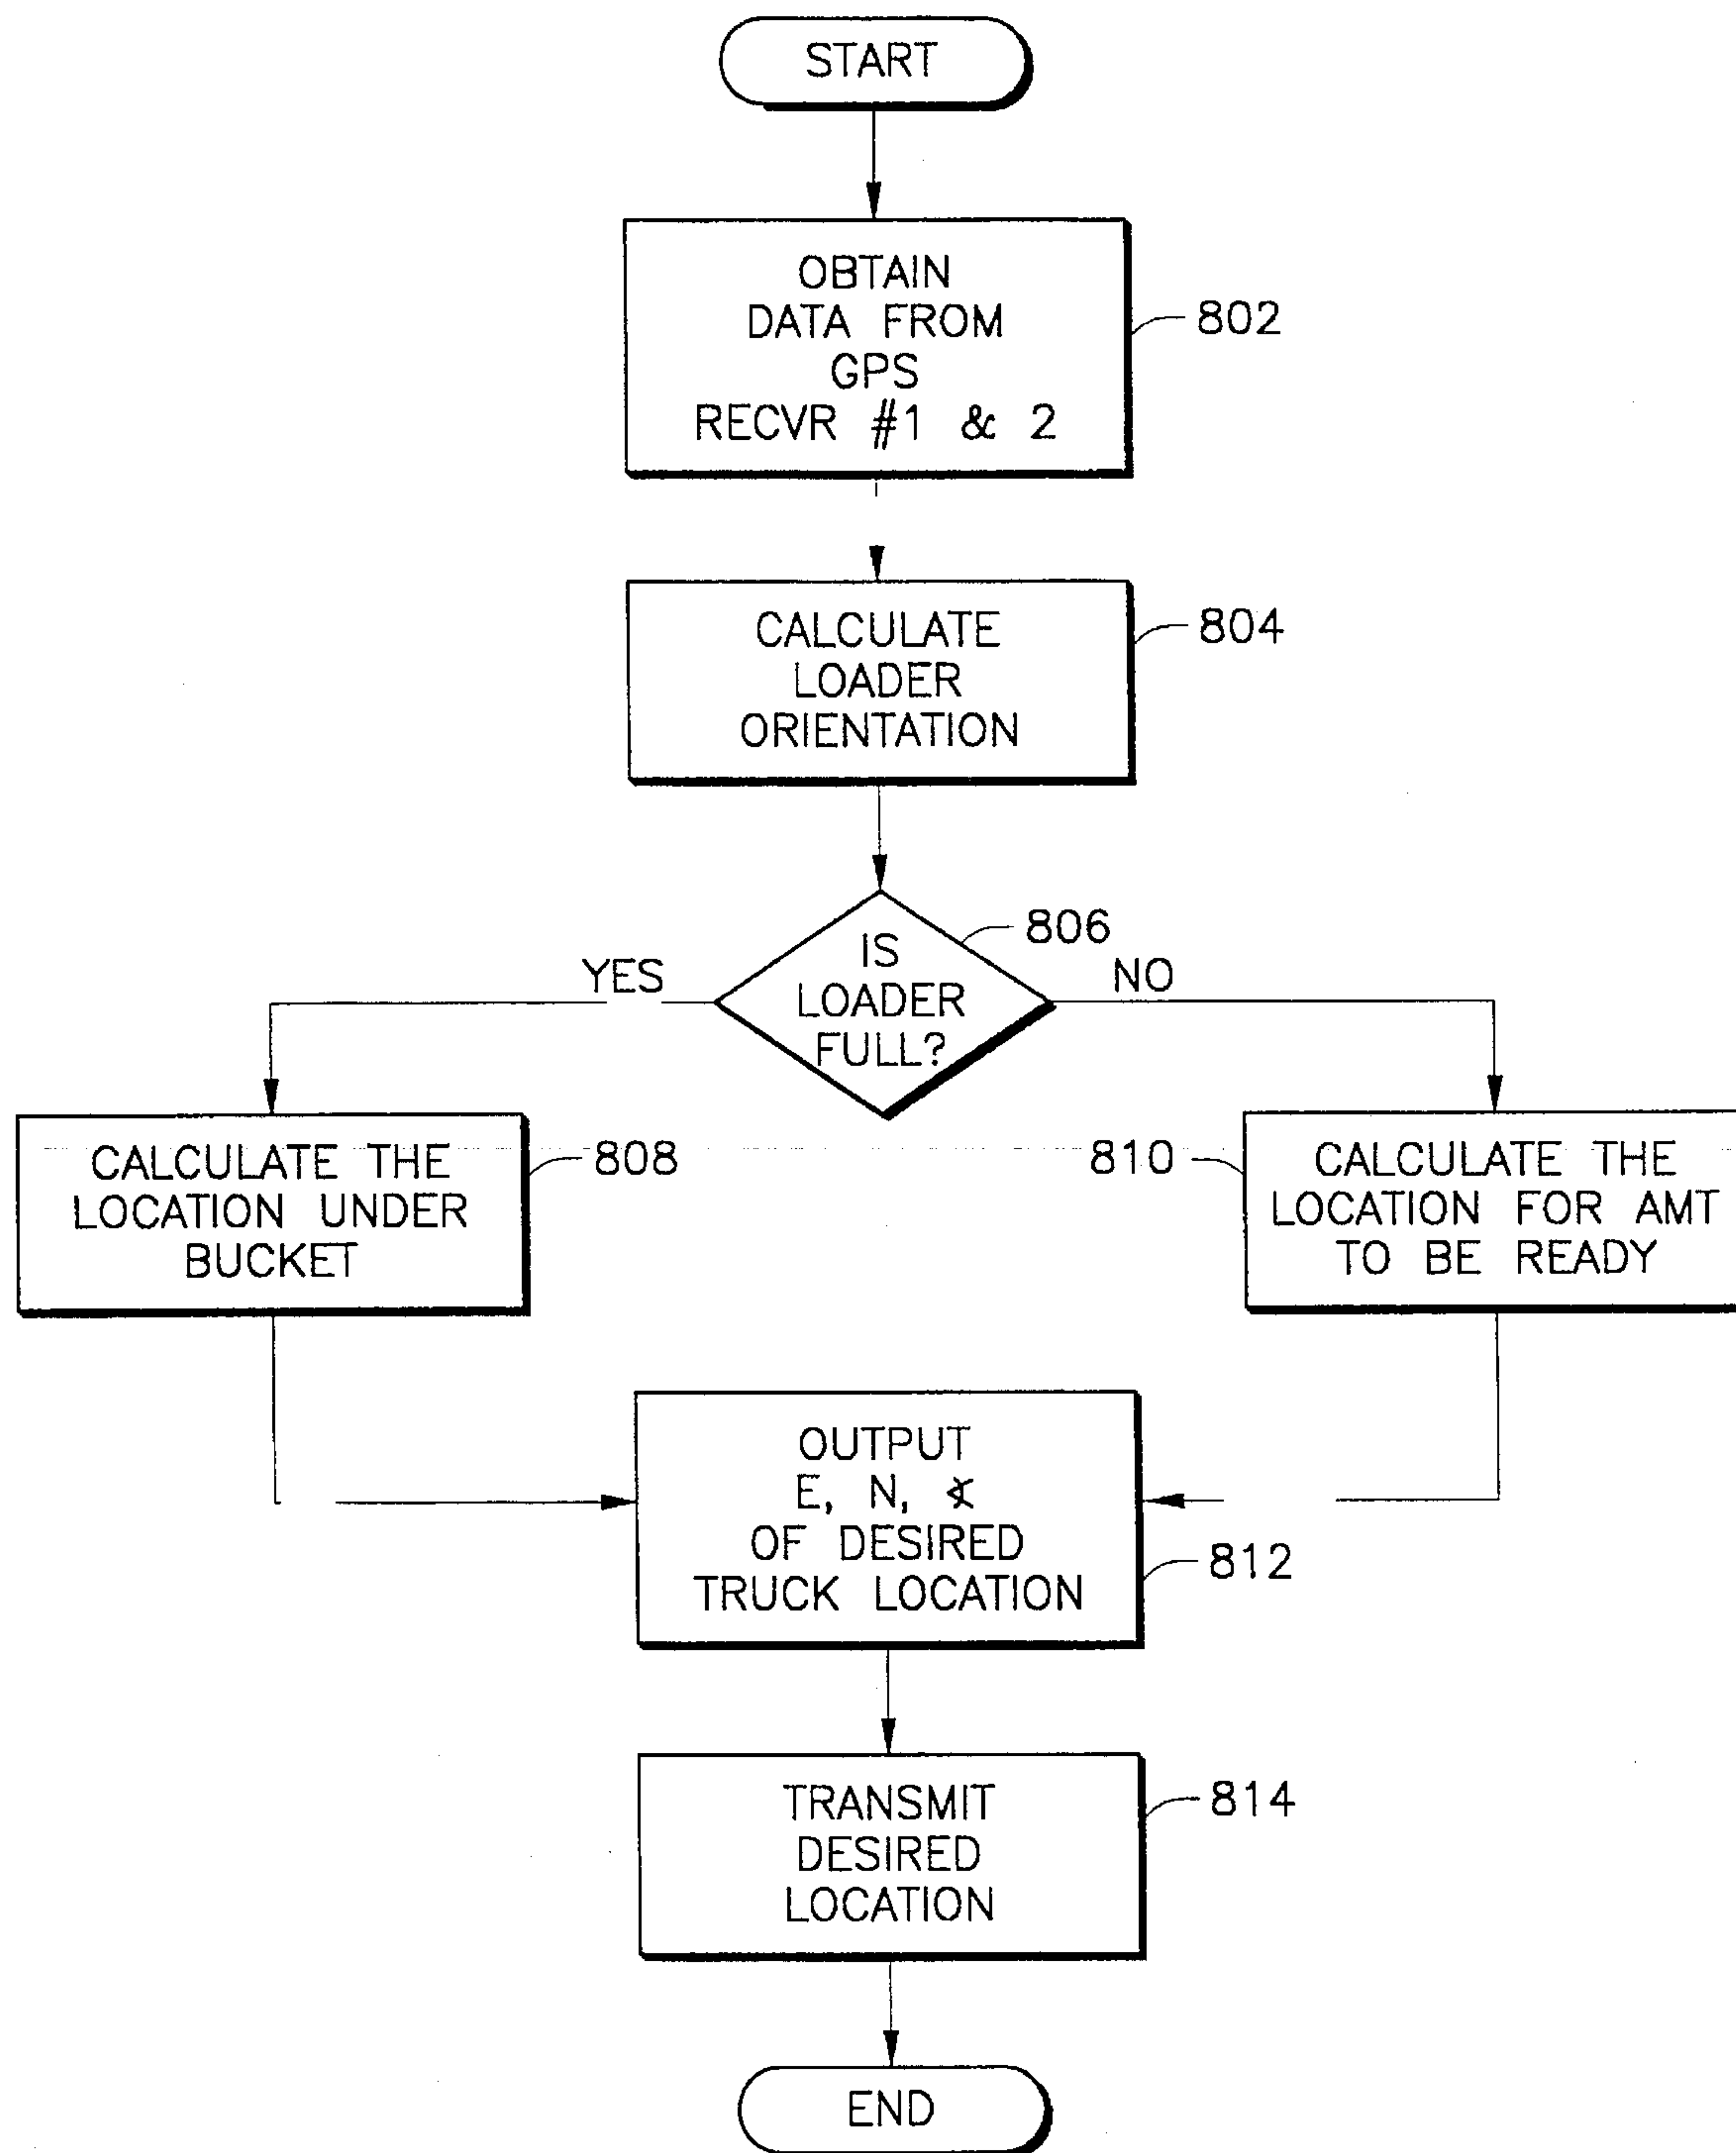 START
OBTAIN
DATA FROM
GPS
RECVR #1 & 2
802
CALCULATE
LOADER
ORIENTATION
804
IS
LOADER
FULL?
806
YES
NO
CALCULATE THE
LOCATION UNDER
BUCKET
808
810
CALCULATE THE
LOCATION FOR AMT
TO BE READY
OUTPUT
E, N, ∢
OF DESIRED
TRUCK LOCATION
812
TRANSMIT
DESIRED
LOCATION
814
END